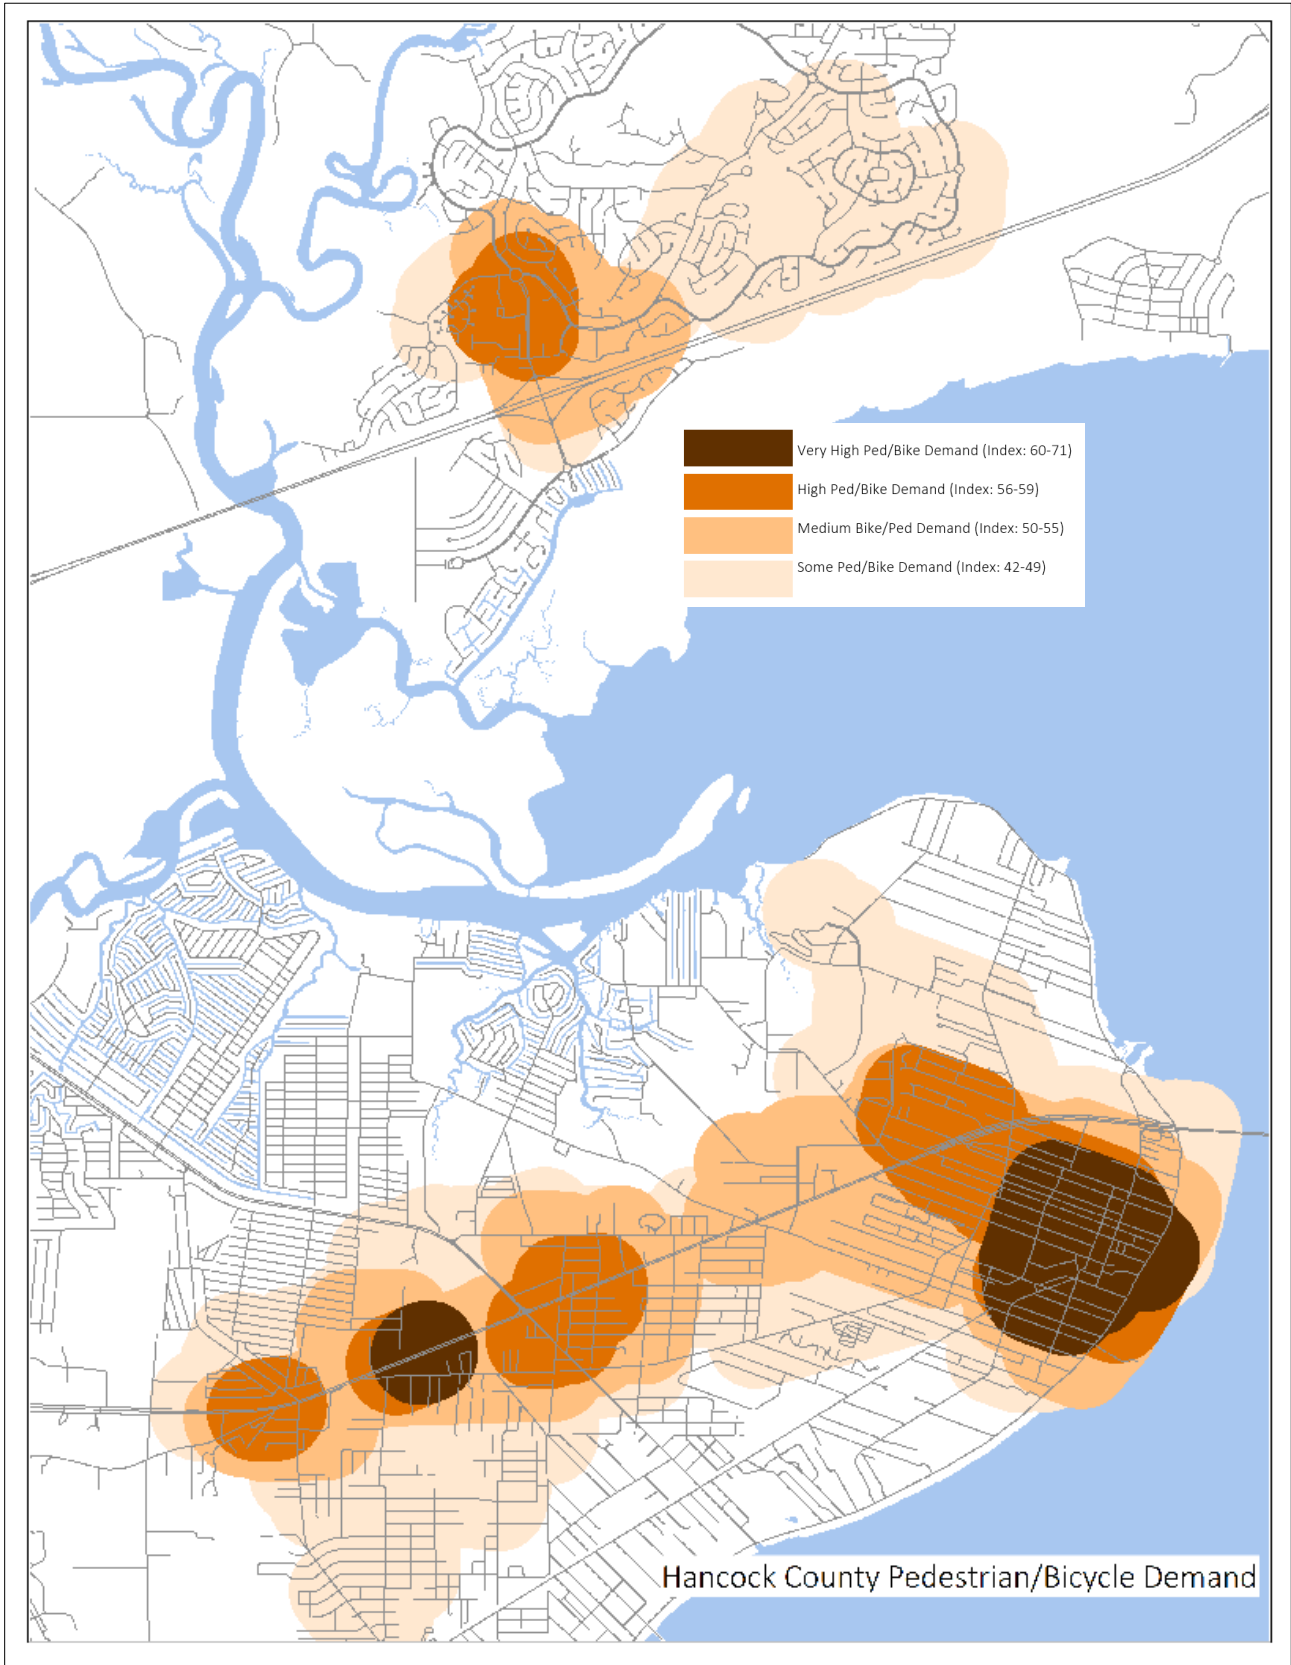 Very High Ped/Bike Demand (Index: 60-71)
High Ped/Bike Demand (Index: 56-59)
Medium Bike/Ped Demand (Index: 50-55)
Some Ped/Bike Demand (Index: 42-49)
Hancock County Pedestrian/Bicycle Demand